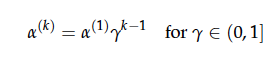 α^(k) = α^(1)γ^k−1 for γ ∈ (0, 1]